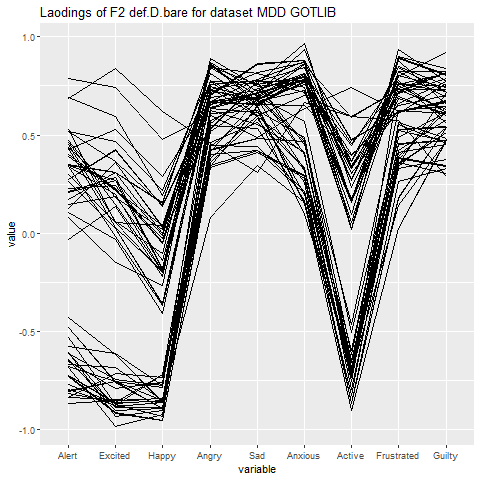 Laodings of F2 def.D.bare for dataset MDD GOTLIB
1.0
0.5
0.0
-0.5
-1.0
value
Alert Excited Happy Angry Sad Anxious Active Frustrated Guilty
variable